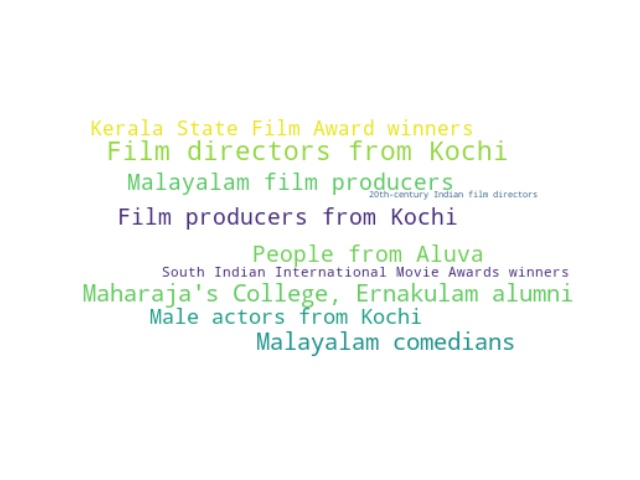 Kerala State Film Award winners
Film directors from Kochi
Malayalam film producers
20th-century Indian film directors
Film producers from Kochi
People from Aluva
South Indian International Movie Awards winners
Maharaja's College, Ernakulam alumni
Male actors from Kochi
Malayalam comedians